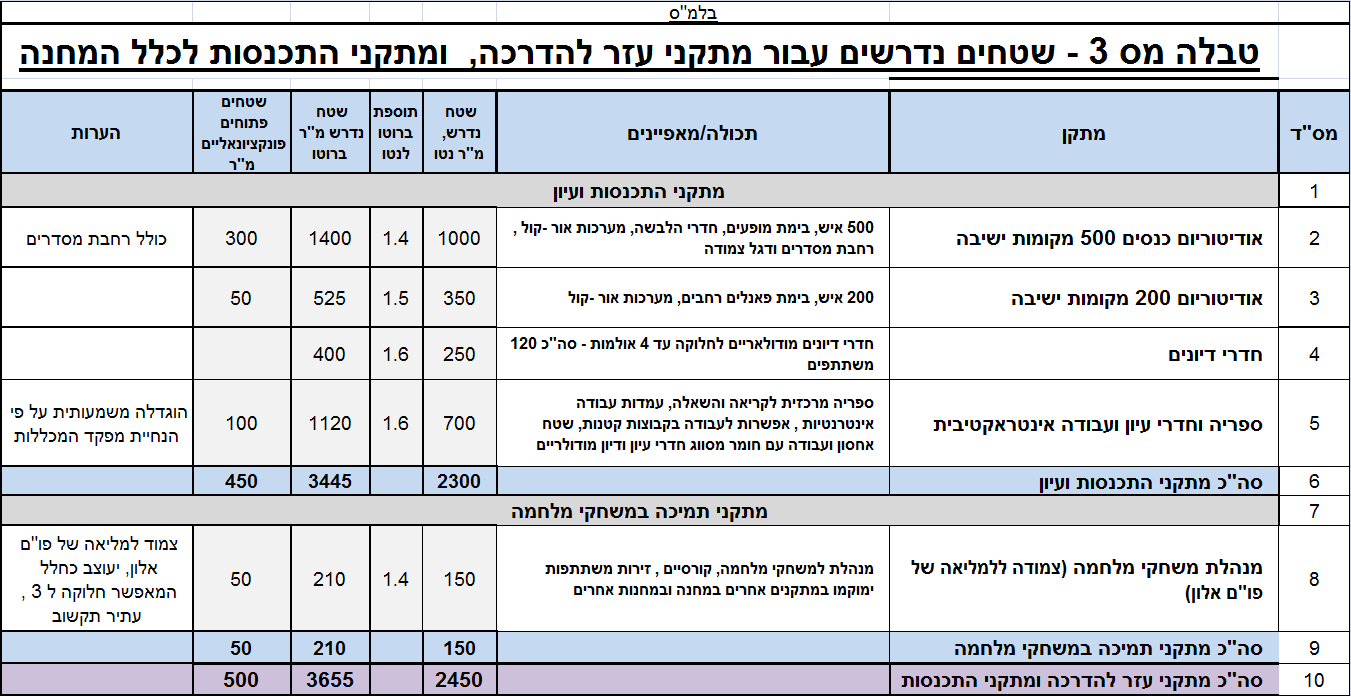 בלמ"ס
טבלה מס 3 - שטחים נדרשים עבור מתקני עזר להדרכה, ומתקני התכנסות לכלל המחנה
מס"ד
מתקן
תכולה/מאפיינים
שטח
נדרש,
מ"ר נטו
תוספת
ברוטו
לנטו
שטח
נדרש מ"ר
ברוטו
שטחים
פתוחים
פונקציונאליים
מ"ר
הערות
1
מתקני התכנסות ועיון
2
אודיטוריום כנסים 500 מקומות ישיבה
500 איש, בימת מופעים, חדרי הלבשה, מערכות אור -קול ,
רחבת מסדרים ודגל צמודה
1000
1.4
1400
300
כולל רחבת מסדרים
3
אודיטוריום 200 מקומות ישיבה
200 איש, בימת פאנלים רחבים, מערכות אור -קול
350
1.5
525
50
4
חדרי דיונים
חדרי דיונים מודולאריים לחלוקה עד 4 אולמות - סה"כ 120
משתתפים
250
1.6
400
5
ספריה וחדרי עיון ועבודה אינטראקטיבית
ספריה מרכזית לקריאה והשאלה, עמדות עבודה
אינטרנטיות , אפשרות לעבודה בקבוצות קטנות, שטח
אחסון ועבודה עם חומר מסווג חדרי עיון ודיון מודולריים
700
1.6
1120
100
הוגדלה משמעותית על פי
הנחיית מפקד המכללות
6
סה"כ מתקני התכנסות ועיון
2300
3445
450
7
מתקני תמיכה במשחקי מלחמה
8
מנהלת משחקי מלחמה (צמודה ללמליאה של
פו"ם אלון)
מנהלת למשחקי מלחמה, קורסיים , זירות משתתפות
ימוקמו במתקנים אחרים במחנה ובמחנות אחרים
150
1.4
210
50
צמוד למליאה של פו"ם
אלון, יעוצב כחלל
המאפשר חלוקה ל 3 ,
עתיר תקשוב
9
סה"כ מתקני תמיכה במשחקי מלחמה
150
210
50
10
סה"כ מתקני עזר להדרכה ומתקני התכנסות
2450
3655
500